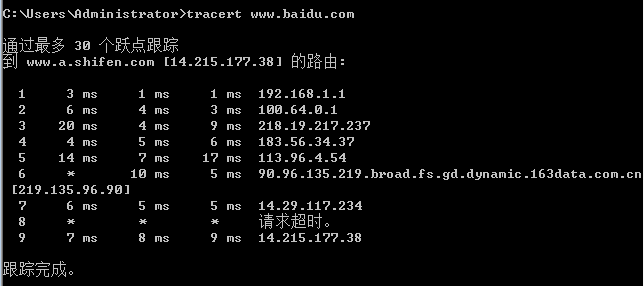 C:\Users\Administrator>tracert www.baidu.com
通过最多 30 个跃点跟踪
到 www.a.shifen.com [14.215.177.38] 的路由:
1 3 ms 1 ms 1 ms 192.168.1.1
2 6 ms 4 ms 3 ms 100.64.0.1
3 20 ms 4 ms 9 ms 218.19.217.237
4 4 ms 5 ms 6 ms 183.56.34.37
5 14 ms 7 ms 17 ms 113.96.4.54
6 * 10 ms 5 ms 90.96.135.219.broad.fs.gd.dynamic.163data.com.cn
[219.135.96.90]
7 6 ms 5 ms 5 ms 14.29.117.234
8 * * * 请求超时。
9 7 ms 8 ms 9 ms 14.215.177.38
跟踪完成。